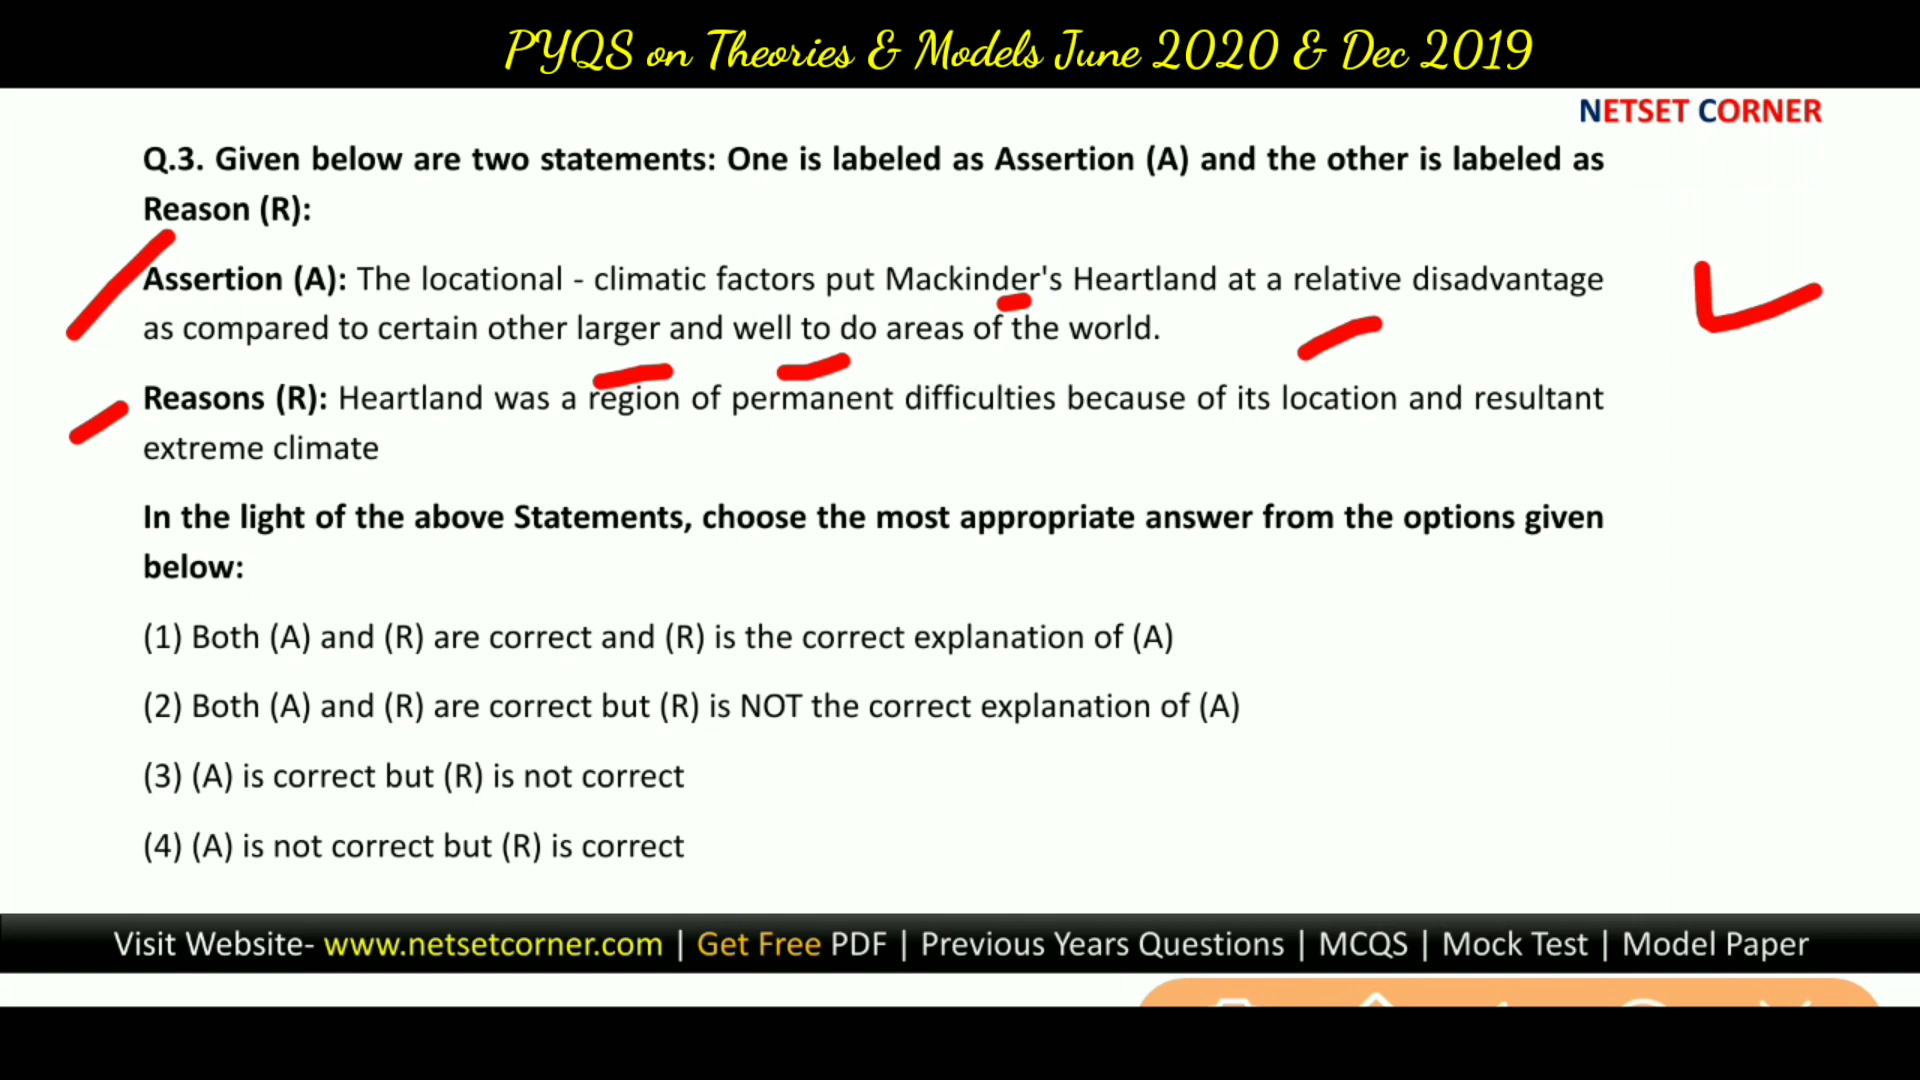 PYQS on Theories & Models June 2020 & Dec 2019
NETSET CORNER
Q.3. Given below are two statements: One is labeled as Assertion (A) and the other is labeled as
Reason (R):
Assertion (A): The locational - climatic factors put Mackinder's Heartland at a relative disadvantage
as compared to certain other larger and well to do areas of the world.
Reasons (R): Heartland was a region of permanent difficulties because of its location and resultant
extreme climate
In the light of the above Statements, choose the most appropriate answer from the options given
below:
(1) Both (A) and (R) are correct and (R) is the correct explanation of (A)
(2) Both (A) and (R) are correct but (R) is NOT the correct explanation of (A)
(3) (A) is correct but (R) is not correct
(4) (A) is not correct but (R) is correct
Visit Website- www.netsetcorner.com | Get Free PDF | Previous Years Questions | MCQS | Mock Test | Model Paper